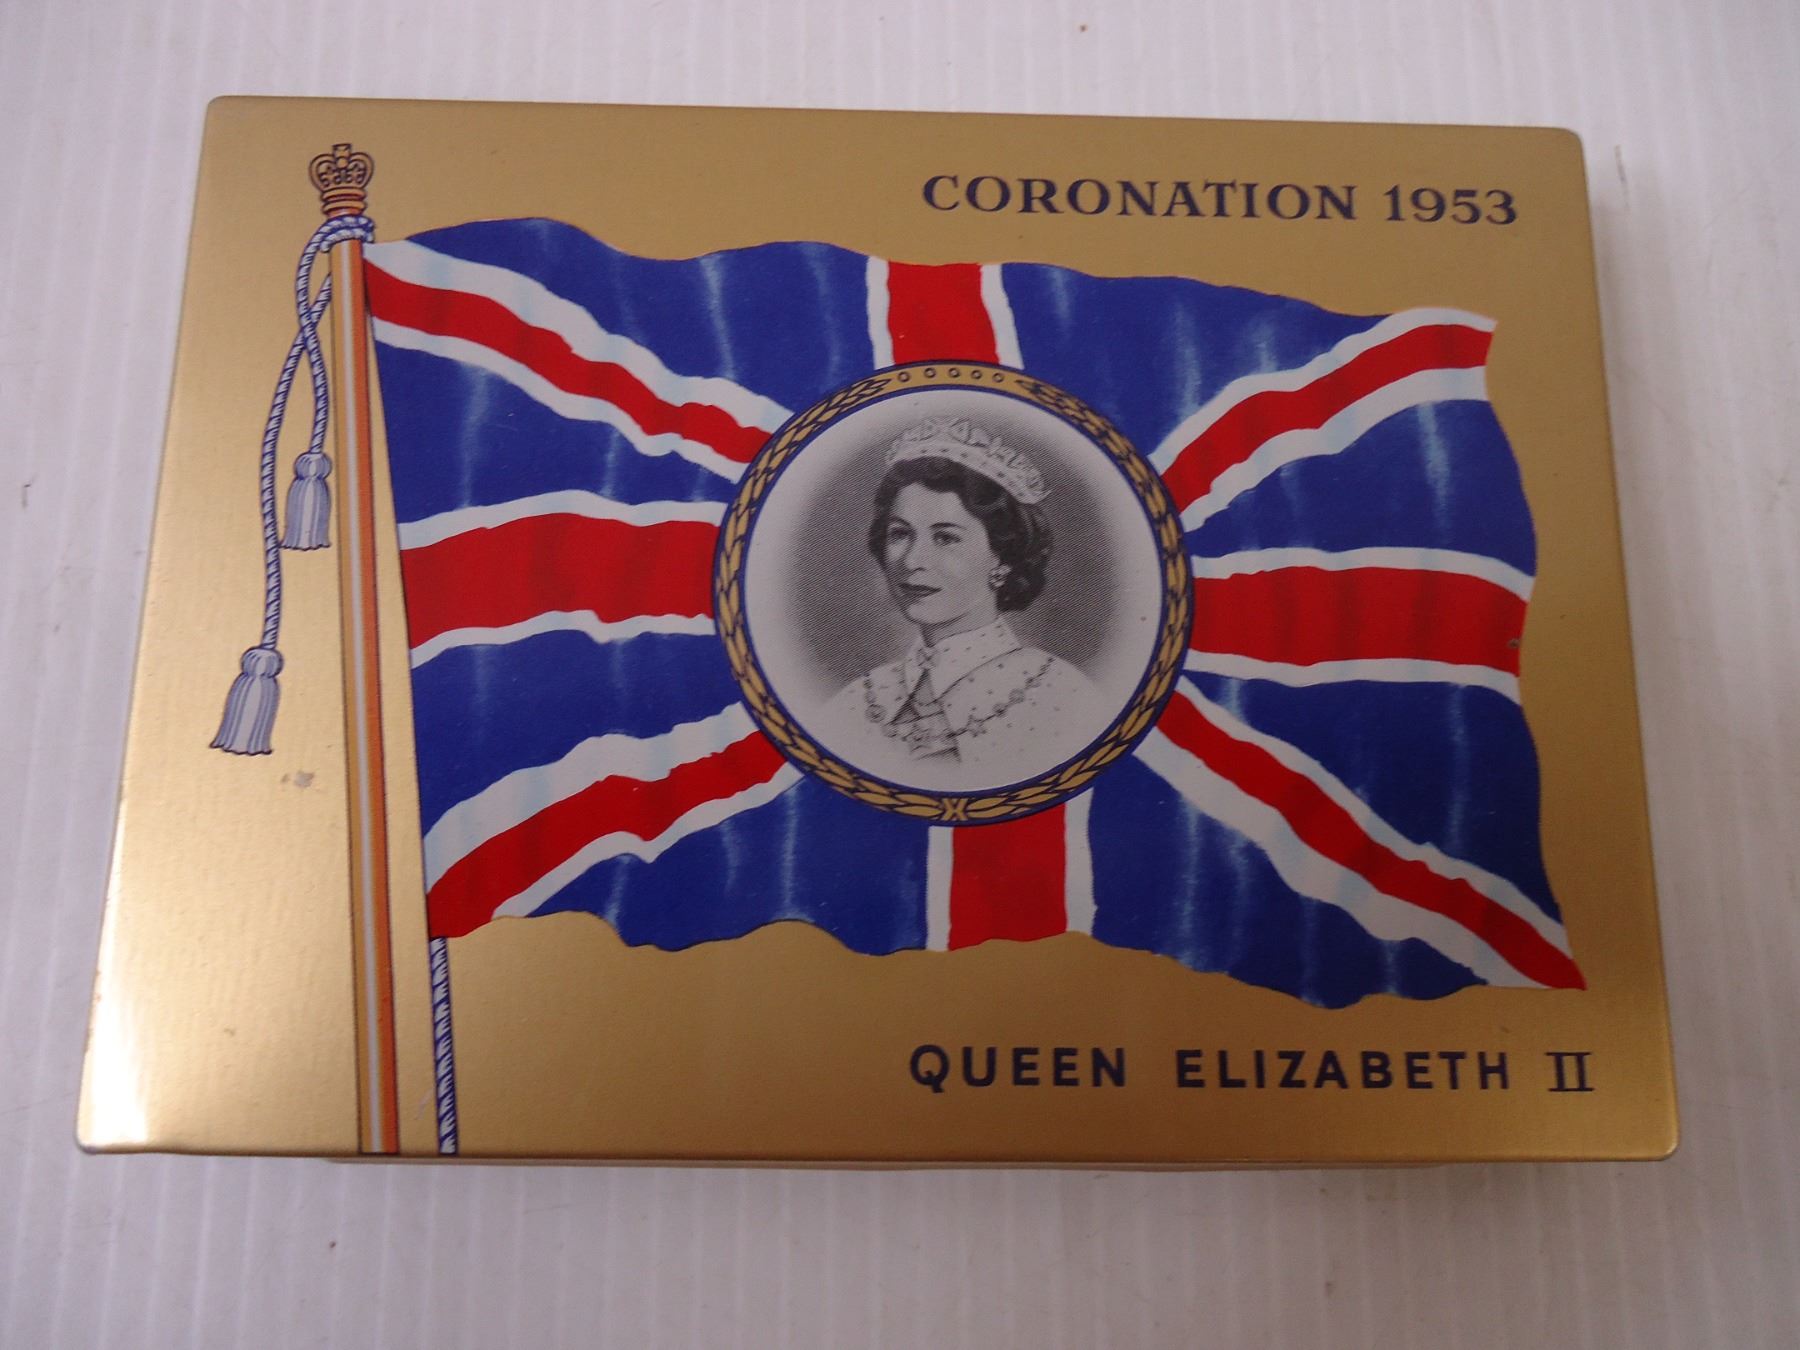 CORONATION 1953
QUEEN ELIZABETH II